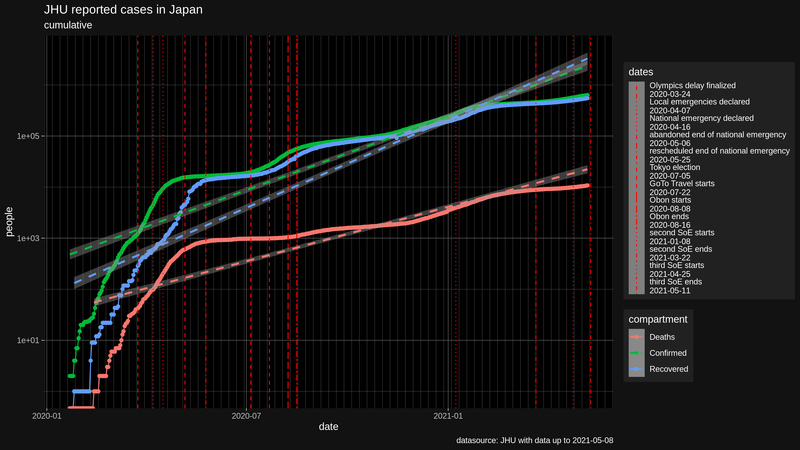 JHU reported cases in Japan
cumulative
people
1e+05
1e+03
1e+01
2020-01
2020-07
2021-01
date
dates
Olympics delay finalized
2020-03-24
Local emergencies declared
2020-04-07
National emergency declared
2020-04-16
abandoned end of national emergency
2020-05-06
rescheduled end of national emergency
2020-05-25
Tokyo election
2020-07-05
GoTo Travel starts
2020-07-22
Obon starts
2020-08-08
Obon ends
2020-08-16
second SoE starts
2021-01-08
second SoE ends
2021-03-22
third SoE starts
2021-04-25
third SoE ends
2021-05-11
compartment
Deaths
Confirmed
Recovered
datasource: JHU with data up to 2021-05-08